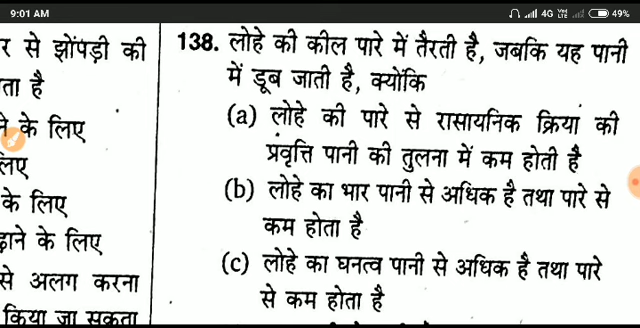 9:01 AM
4G VoLTE 49%
र से झोंपड़ी की
ता है
के लिए
लिए
के लिए
ढ़ाने के लिए
से अलग करना
किया जा सकता
138. लोहे की कील पारे में तैरती है, जबकि यह पानी
में डूब जाती है, क्योंकि
(a) लोहे की पारे से रासायनिक क्रिया की
प्रवृत्ति पानी की तुलना में कम होती है
(b) लोहे का भार पानी से अधिक है तथा पारे से
कम होता है
(c) लोहे का घनत्व पानी से अधिक है तथा पारे
से कम होता है